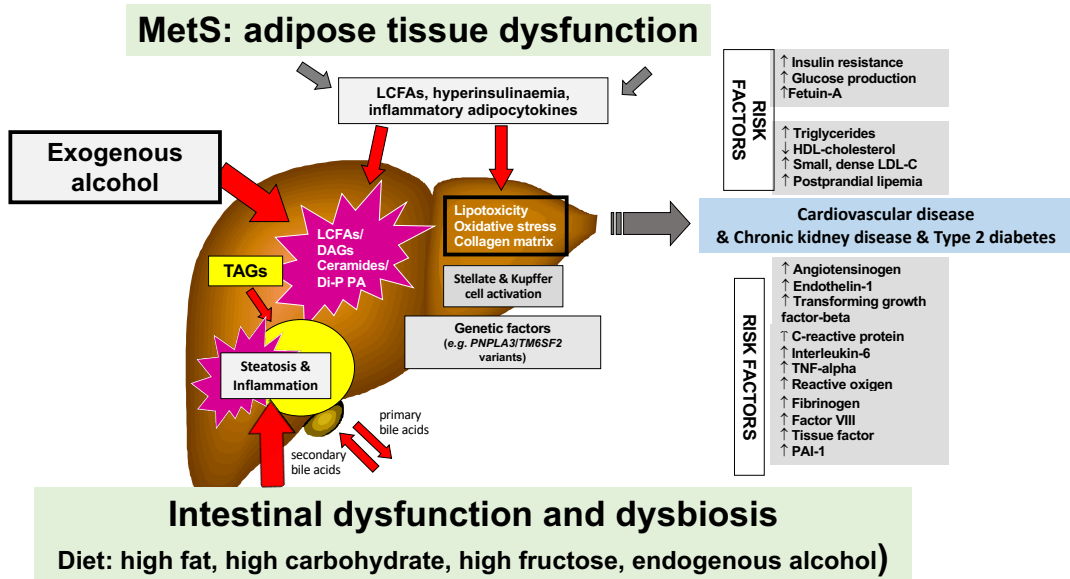 MetS: adipose tissue dysfunction
LCFAs, hyperinsulinaemia,
inflammatory adipocytokines
Exogenous
alcohol
LCFAs/
DAGs
Ceramides/
Di-P PA
TAGs
Steatosis &
Inflammation
Lipotoxicity
Oxidative stress
Collagen matrix
Stellate & Kupffer
cell activation
Genetic factors
(e.g. PNPLA3/TM6SF2
variants)
primary
bile acids
secondary
bile acids
RISK
FACTORS
↑ Insulin resistance
↑ Glucose production
↑Fetuin-A
↑ Triglycerides
↓ HDL-cholesterol
↑ Small, dense LDL-C
↑ Postprandial lipemia
Cardiovascular disease
& Chronic kidney disease & Type 2 diabetes
RISK FACTORS
↑ Angiotensinogen
↑ Endothelin-1
↑ Transforming growth
factor-beta
↑ C-reactive protein
↑ Interleukin-6
↑ TNF-alpha
↑ Reactive oxigen
↑ Fibrinogen
↑ Factor VIII
↑ Tissue factor
↑ PAI-1
Intestinal dysfunction and dysbiosis
Diet: high fat, high carbohydrate, high fructose, endogenous alcohol)